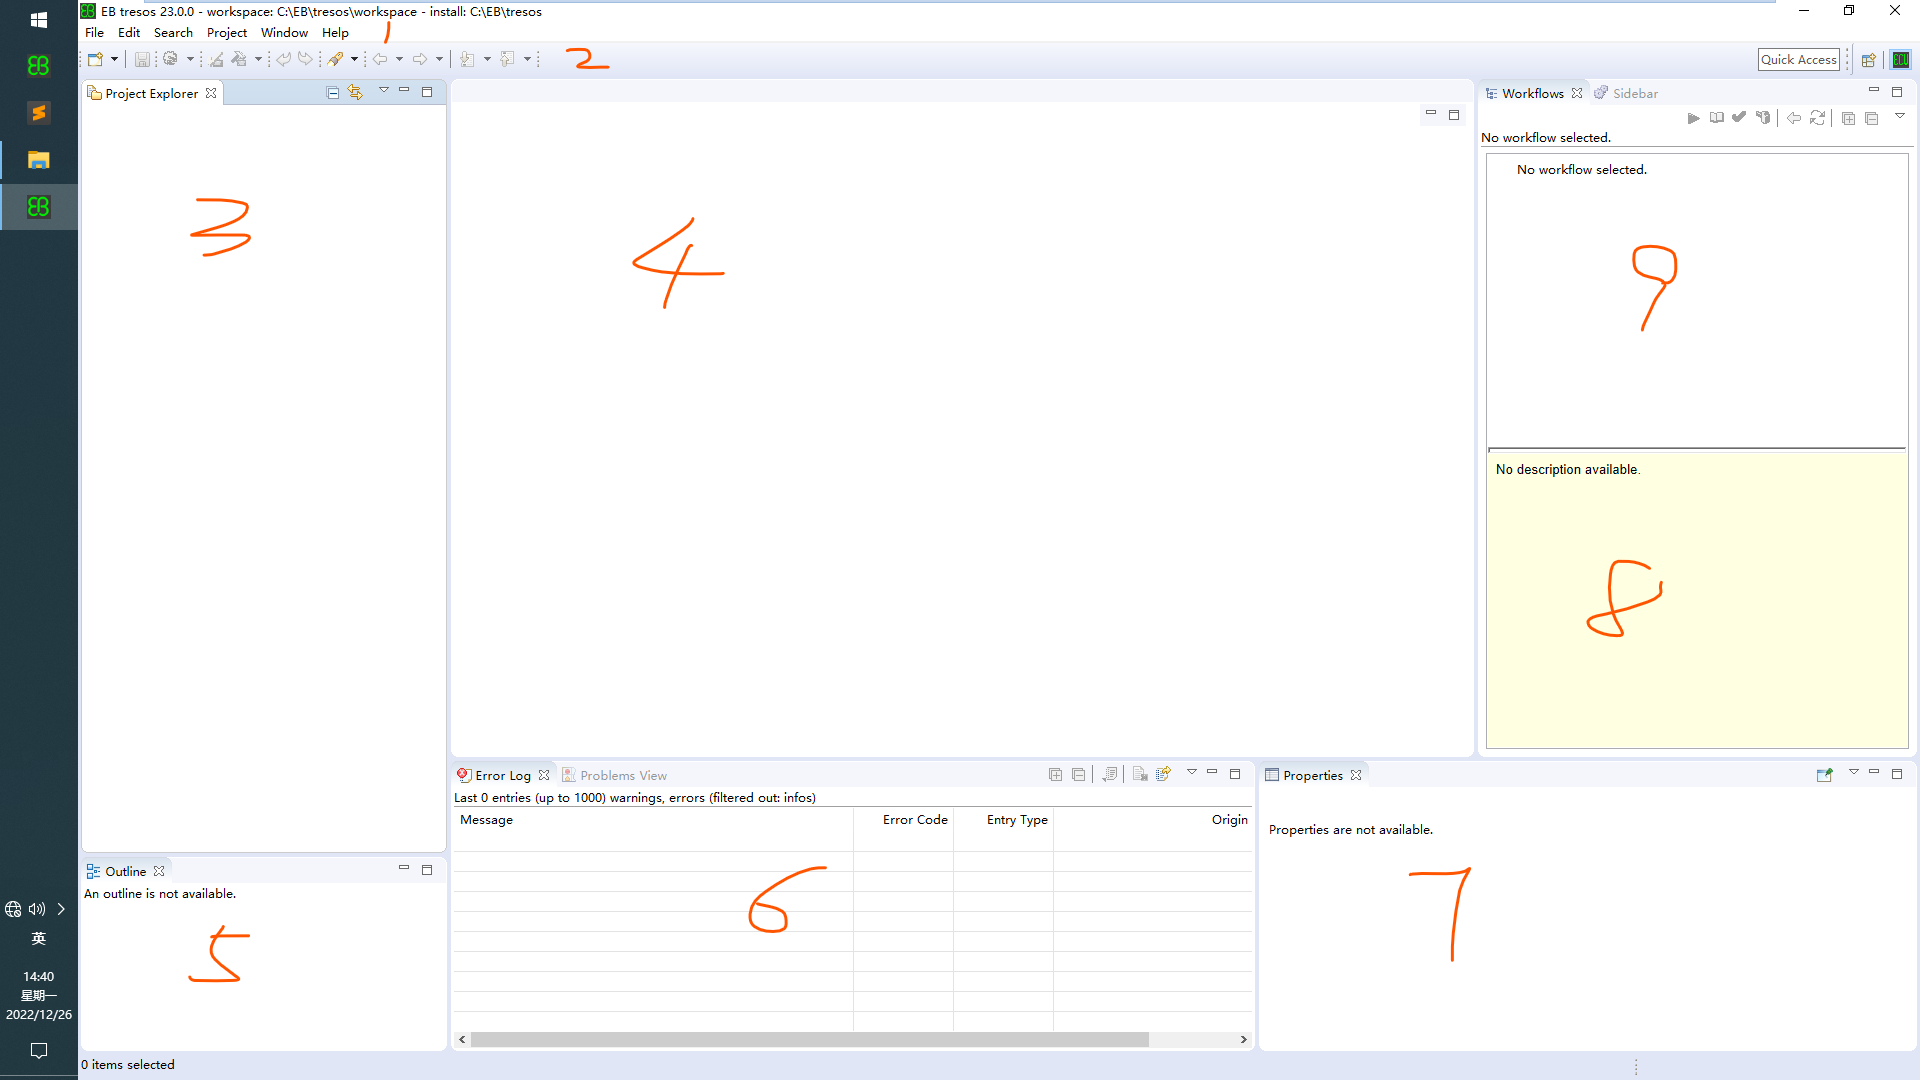 EB tresos 23.0.0 - workspace: C:\EB\tresos\workspace - install: C:\EB\tresos
File Edit Search Project Window Help
1
2
Quick Access
ECU
Project Explorer
Workflows Sidebar
No workflow selected.
No workflow selected.
3
4
9
No description available.
8
Error Log Problems View
Last 0 entries (up to 1000) warnings, errors (filtered out: infos)
Message Error Code Entry Type Origin
6
Properties
Properties are not available.
7
Outline
An outline is not available.
5
英
14:40
星期一
2022/12/26
0 items selected